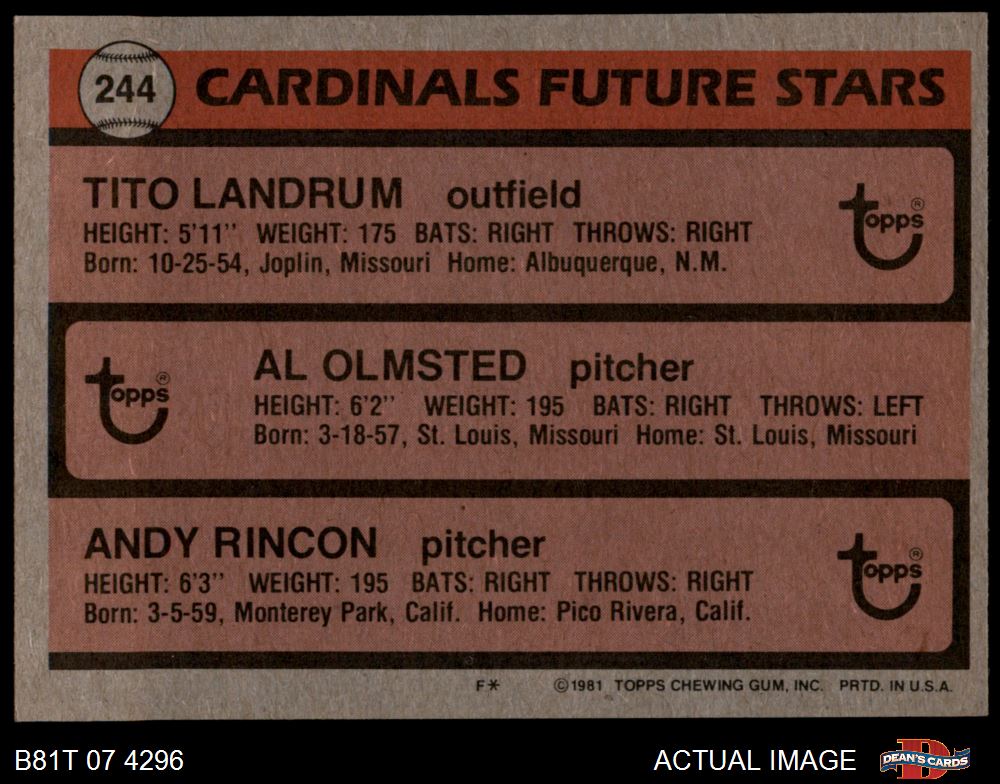 244 CARDINALS FUTURE STARS
TITO LANDRUM outfield
HEIGHT: 5'11" WEIGHT: 175 BATS: RIGHT THROWS: RIGHT
Born: 10-25-54, Joplin, Missouri Home: Albuquerque, N.M.
topps ®
AL OLMSTED pitcher
HEIGHT: 6'2" WEIGHT: 195 BATS: RIGHT THROWS: LEFT
Born: 3-18-57, St. Louis, Missouri Home: St. Louis, Missouri
topps ®
ANDY RINCON pitcher
HEIGHT: 6'3" WEIGHT: 195 BATS: RIGHT THROWS: RIGHT
Born: 3-5-59, Monterey Park, Calif. Home: Pico Rivera, Calif.
topps ®
F* ©1981 TOPPS CHEWING GUM, INC. PRTD. IN U.S.A.
B81T 07 4296 ACTUAL IMAGE D DEAN'S CARDS